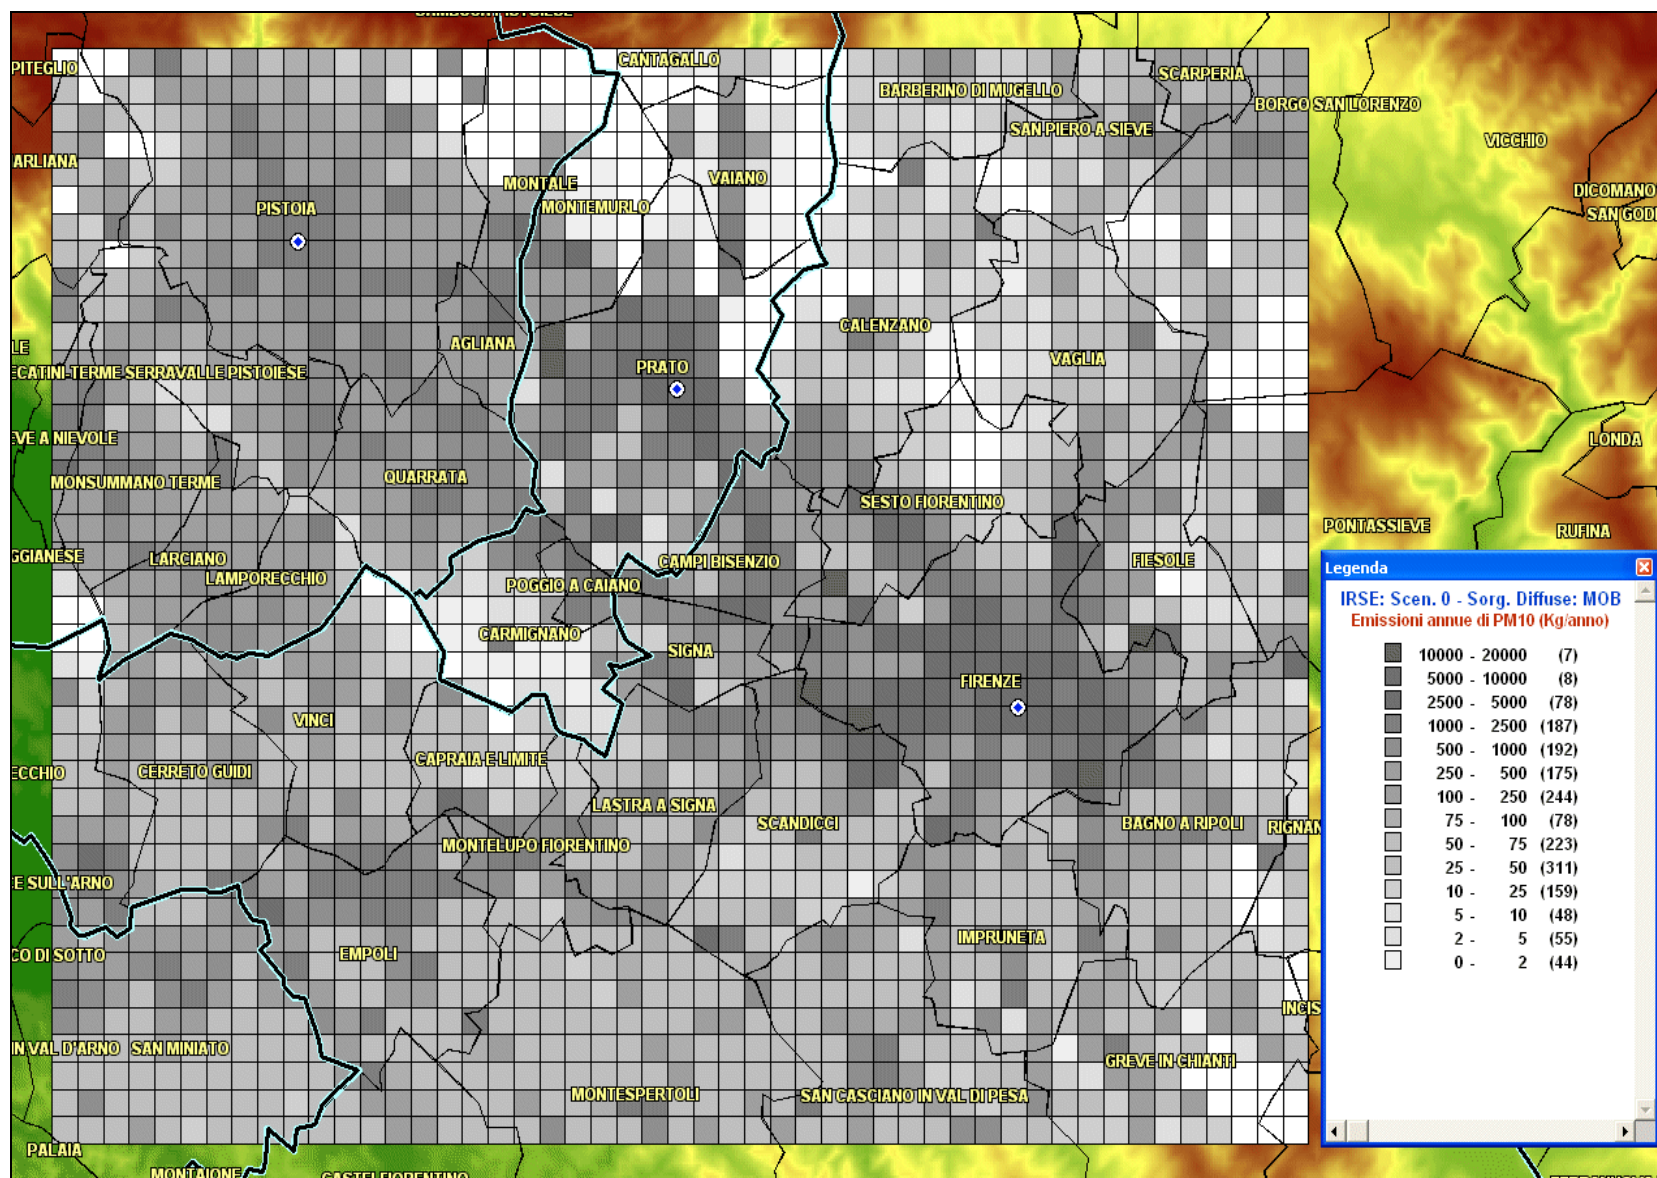 CANTAGALLO
PITEGLIO
SCARPERIA
BARBERINO DI MUGELLO
BORGO SAN LORENZO
SAN PIERO A SIEVE
VICCHIO
ARLIANA
VAIANO
MONTALE
DICOMANO
PISTOIA
MONTEMURLO
SAN GODE
CALENZANO
AGLIANA
LE
VAGLIA
PRATO
ECATINI-TERME SERRAVALLE PISTOIESE
EVE A NIEVOLE
LONDA
QUARRATA
MONSUMMANO TERME
SESTO FIORENTINO
PONTASSIEVE
RUFINA
GGIANESE
LARCIANO
CAMPI BISENZIO
FIESOLE
LAMPORECCHIO
POGGIO A CAIANO
CARMIGNANO
SIGNA
FIRENZE
VINCI
CAPRAIA E LIMITE
ECCHIO
CERRETO GUIDI
LASTRA A SIGNA
SCANDICCI
BAGNO A RIPOLI
RIGNAN
MONTELUPO FIORENTINO
E SULL'ARNO
IMPRUNETA
CO DI SOTTO
EMPOLI
INCIS
IN VAL D'ARNO
SAN MINIATO
GREVE IN CHIANTI
MONTESPERTOLI
SAN CASCIANO IN VAL DI PESA
PALAIA
MONTAIONE
CASTELFIORENTINO
Legenda
IRSE: Scen. 0 - Sorg. Diffuse: MOB
Emissioni annue di PM10 (Kg/anno)
10000 - 20000 (7)
5000 - 10000 (8)
2500 - 5000 (78)
1000 - 2500 (187)
500 - 1000 (192)
250 - 500 (175)
100 - 250 (244)
75 - 100 (78)
50 - 75 (223)
25 - 50 (311)
10 - 25 (159)
5 - 10 (48)
2 - 5 (55)
0 - 2 (44)